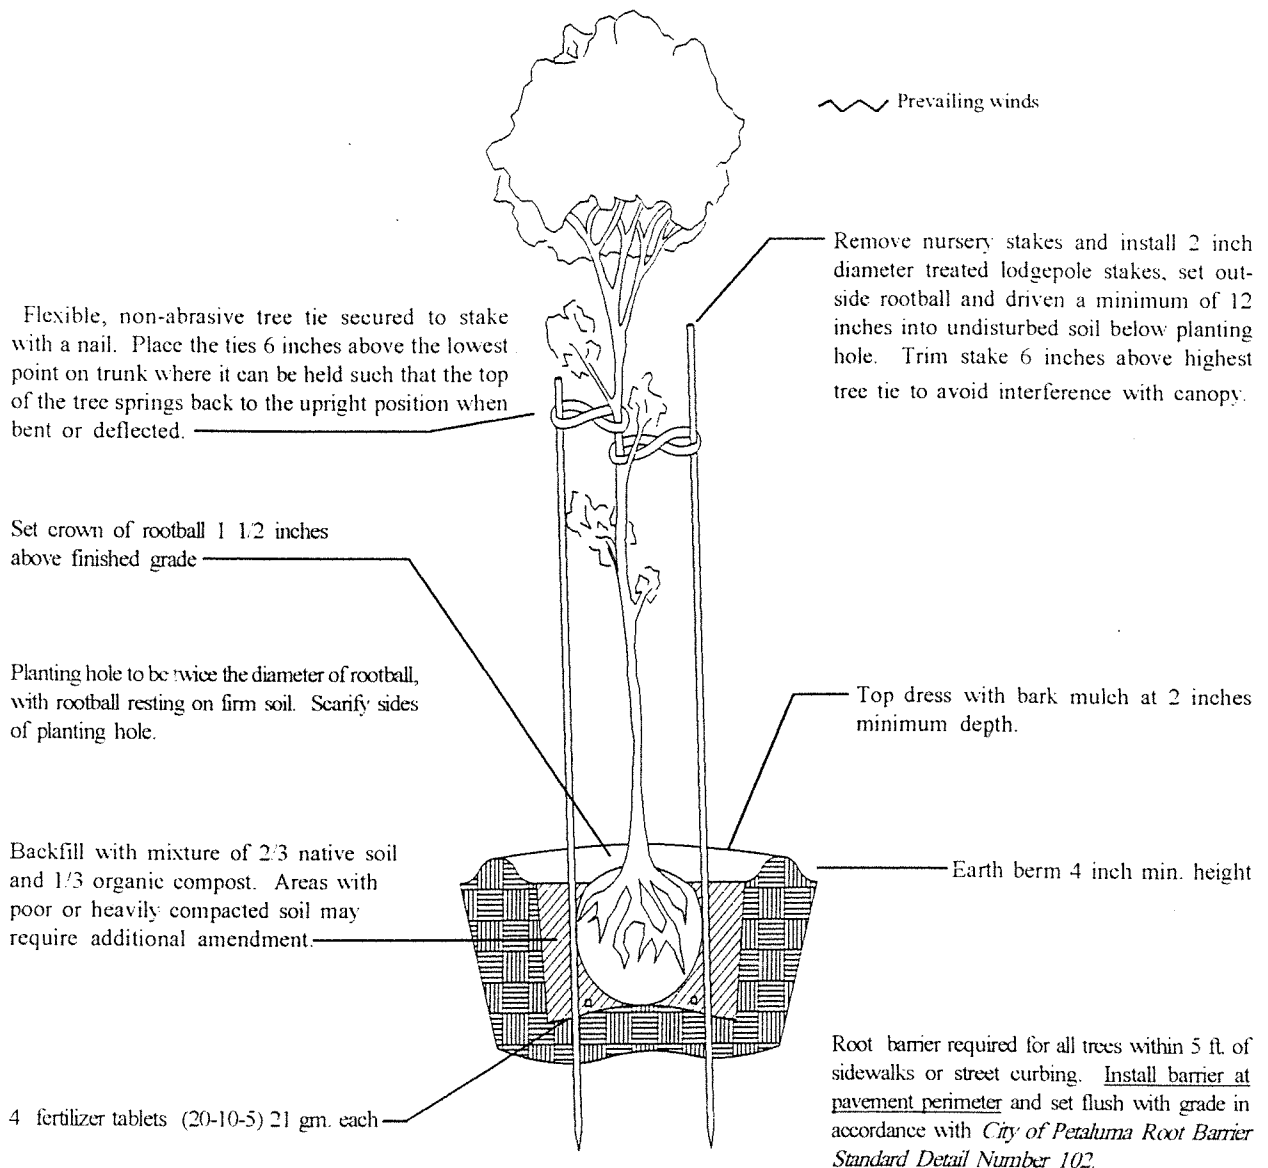 Prevailing winds
Remove nursery stakes and install 2 inch
diameter treated lodgepole stakes, set out-
side rootball and driven a minimum of 12
inches into undisturbed soil below planting
hole. Trim stake 6 inches above highest
tree tie to avoid interference with canopy.
Flexible, non-abrasive tree tie secured to stake
with a nail. Place the ties 6 inches above the lowest
point on trunk where it can be held such that the top
of the tree springs back to the upright position when
bent or deflected.
Set crown of rootball 1 1/2 inches
above finished grade
Planting hole to be twice the diameter of rootball,
with rootball resting on firm soil. Scarify sides
of planting hole.
Top dress with bark mulch at 2 inches
minimum depth.
Backfill with mixture of 2/3 native soil
and 1/3 organic compost. Areas with
poor or heavily compacted soil may
require additional amendment.
Earth berm 4 inch min. height
4 fertilizer tablets (20-10-5) 21 gm. each
Root barrier required for all trees within 5 ft. of
sidewalks or street curbing. Install barrier at
pavement perimeter and set flush with grade in
accordance with City of Petaluma Root Barrier
Standard Detail Number 102.